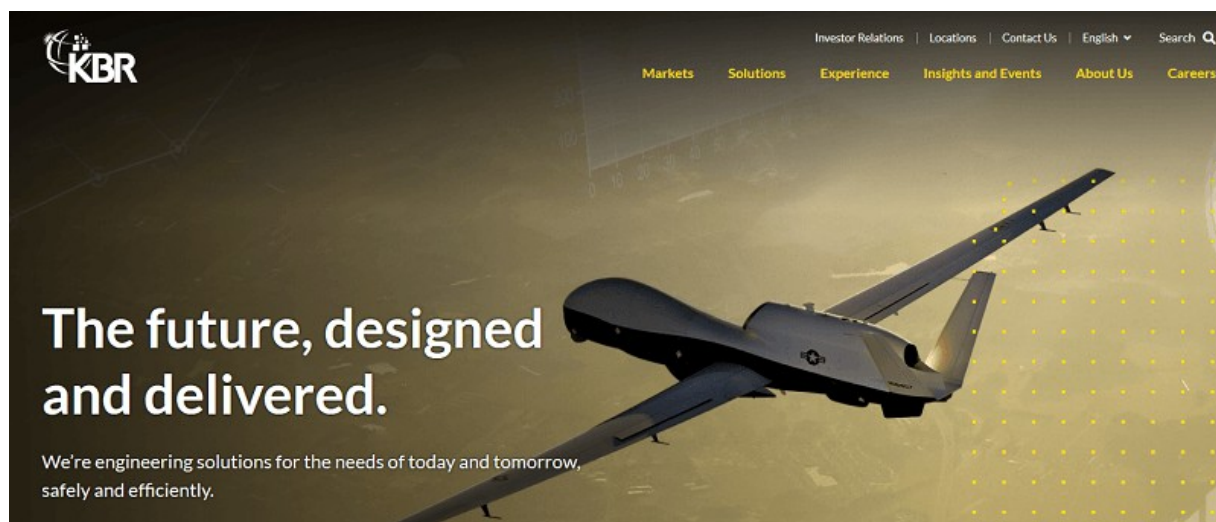 KBR
Investor Relations | Locations | Contact Us | English Search
Markets Solutions Experience Insights and Events About Us Careers
The future, designed
and delivered.
We're engineering solutions for the needs of today and tomorrow,
safely and efficiently.